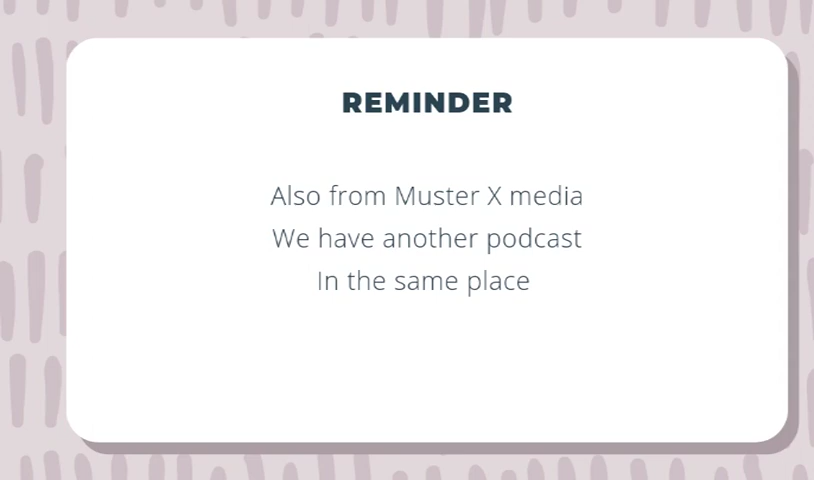 REMINDER
Also from Muster X media
We have another podcast
In the same place